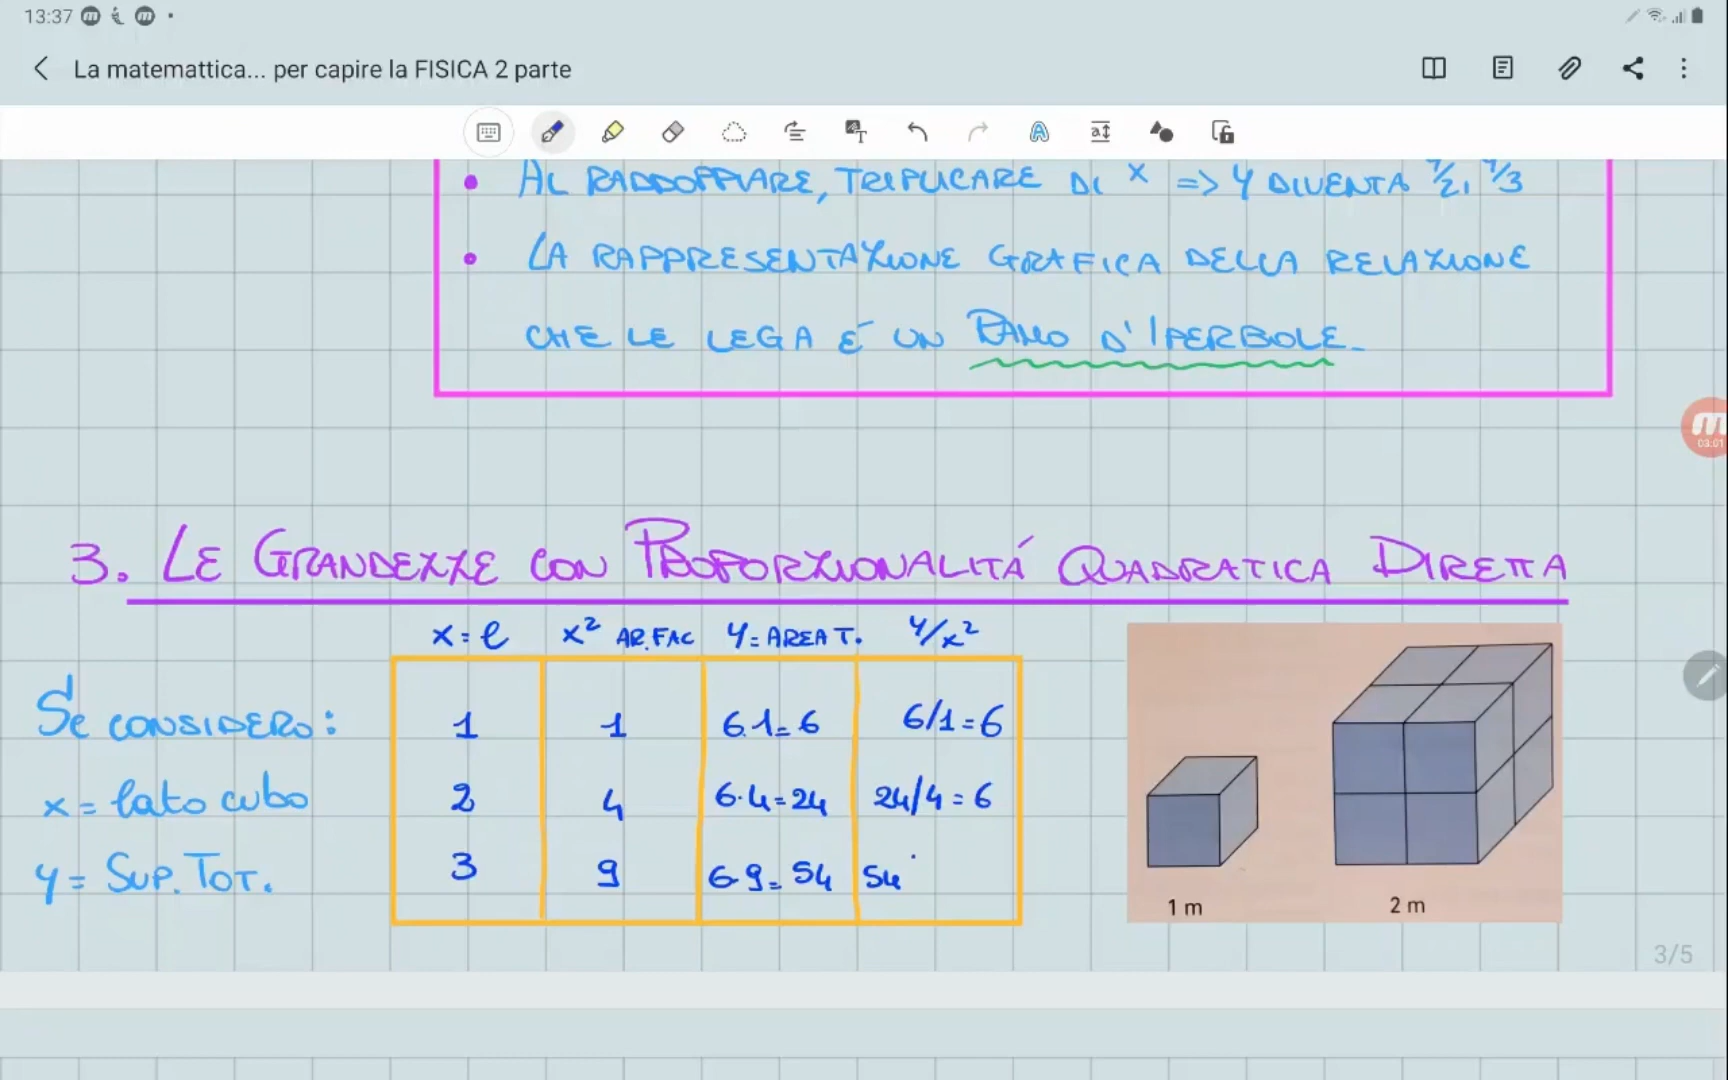 13:37
La matemattica... per capire la FISICA 2 parte
• AL RADDOPPIARE, TRIPLICARE DI x => y DIVENTA y/2, y/3
• LA RAPPRESENTAZIONE GRAFICA DELLA RELAZIONE
CHE LE LEGA É UN RAMO D'IPERBOLE.
03:01
3. LE GRANDEZZE CON PROPORZIONALITÁ QUADRATICA DIRETTA
x=l x² AR.FAC y=AREA T. y/x²
SE CONSIDERO: 1 1 6·1=6 6/1=6
x= lato cubo 2 4 6·4=24 24/4=6
y= SUP. TOT. 3 9 6·9=54 54
1 m 2 m
3/5